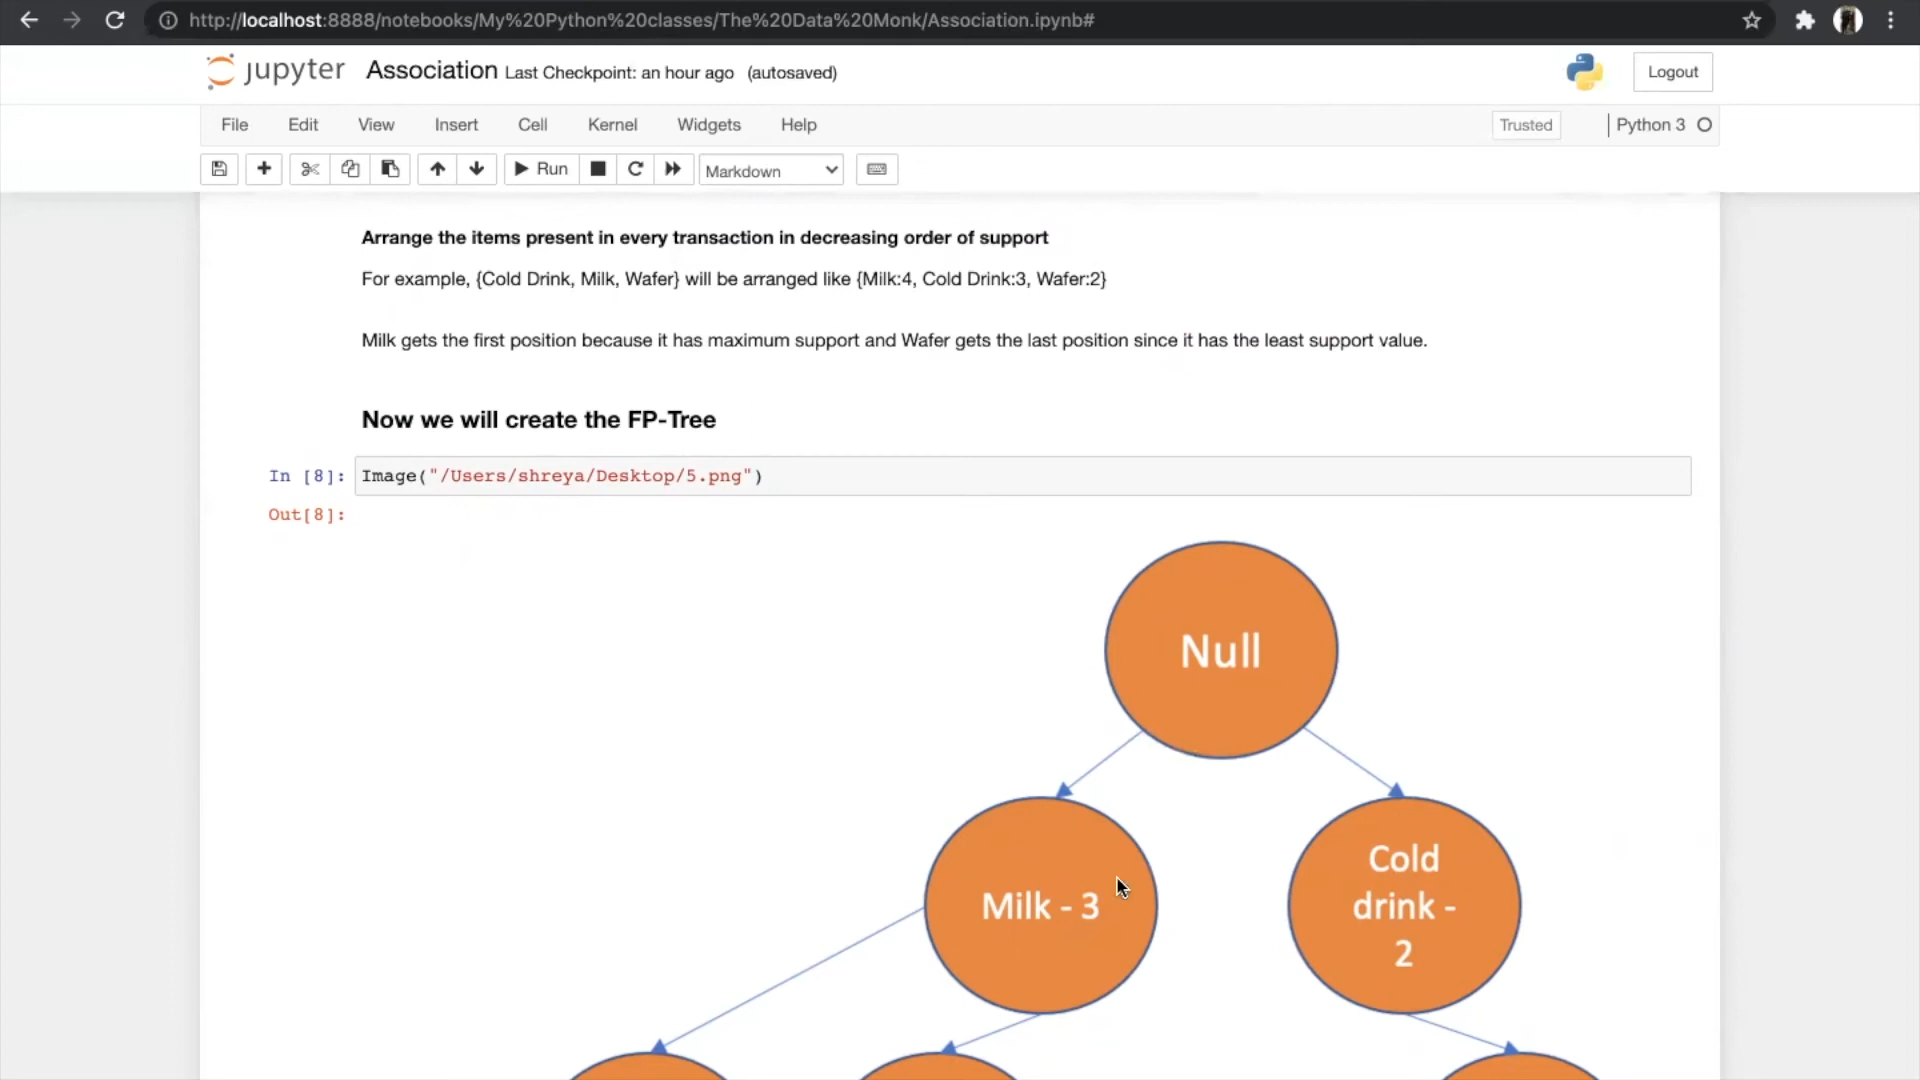 http://localhost:8888/notebooks/My%20Python%20classes/The%20Data%20Monk/Association.ipynb#
jupyter Association Last Checkpoint: an hour ago (autosaved)
Logout
File Edit View Insert Cell Kernel Widgets Help
Trusted
Python 3
Run
Markdown
Arrange the items present in every transaction in decreasing order of support
For example, {Cold Drink, Milk, Wafer} will be arranged like {Milk:4, Cold Drink:3, Wafer:2}
Milk gets the first position because it has maximum support and Wafer gets the last position since it has the least support value.
Now we will create the FP-Tree
In [8]: Image("/Users/shreya/Desktop/5.png")
Out[8]:
Null
Milk - 3
Cold
drink -
2